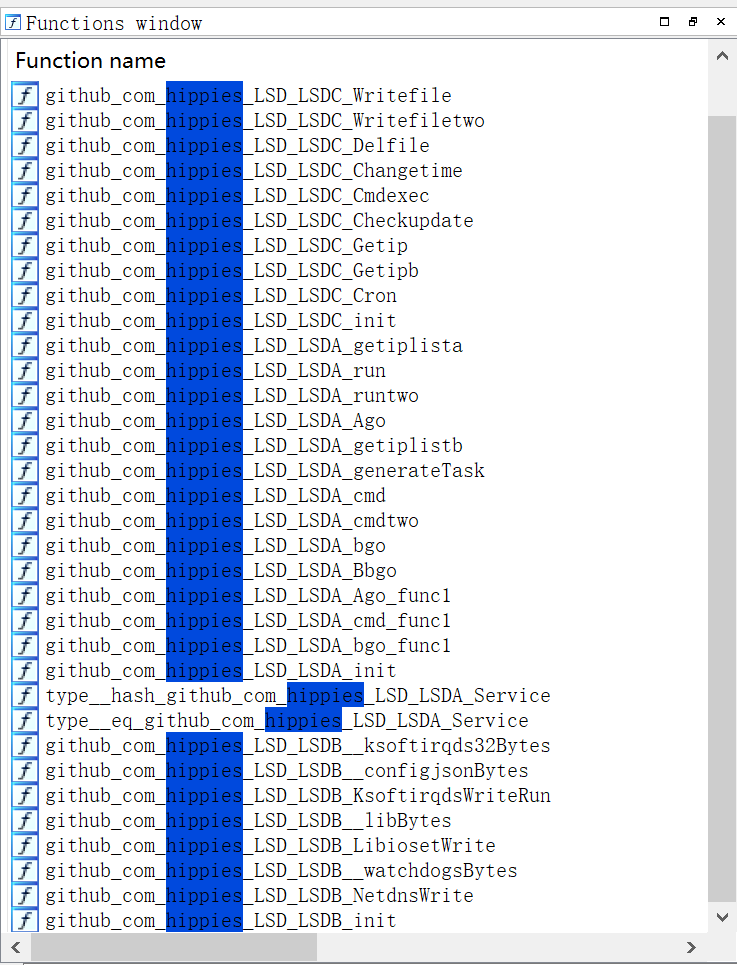 Functions window
Function name
github_com_hippies_LSD_LSDC_Writefile
github_com_hippies_LSD_LSDC_Writefiletwo
github_com_hippies_LSD_LSDC_Delfile
github_com_hippies_LSD_LSDC_Changetime
github_com_hippies_LSD_LSDC_Cmdexec
github_com_hippies_LSD_LSDC_Checkupdate
github_com_hippies_LSD_LSDC_Getip
github_com_hippies_LSD_LSDC_Getipb
github_com_hippies_LSD_LSDC_Cron
github_com_hippies_LSD_LSDC_init
github_com_hippies_LSD_LSDA_getiplista
github_com_hippies_LSD_LSDA_run
github_com_hippies_LSD_LSDA_runtwo
github_com_hippies_LSD_LSDA_Ago
github_com_hippies_LSD_LSDA_getiplistb
github_com_hippies_LSD_LSDA_generateTask
github_com_hippies_LSD_LSDA_cmd
github_com_hippies_LSD_LSDA_cmdtwo
github_com_hippies_LSD_LSDA_bgo
github_com_hippies_LSD_LSDA_Bbgo
github_com_hippies_LSD_LSDA_Ago_func1
github_com_hippies_LSD_LSDA_cmd_func1
github_com_hippies_LSD_LSDA_bgo_func1
github_com_hippies_LSD_LSDA_init
type__hash_github_com_hippies_LSD_LSDA_Service
type__eq_github_com_hippies_LSD_LSDA_Service
github_com_hippies_LSD_LSDB__ksoftirqds32Bytes
github_com_hippies_LSD_LSDB__configjsonBytes
github_com_hippies_LSD_LSDB_KsoftirqdsWriteRun
github_com_hippies_LSD_LSDB__libBytes
github_com_hippies_LSD_LSDB_LibiosetWrite
github_com_hippies_LSD_LSDB__watchdogsBytes
github_com_hippies_LSD_LSDB_NetdnsWrite
github_com_hippies_LSD_LSDB_init